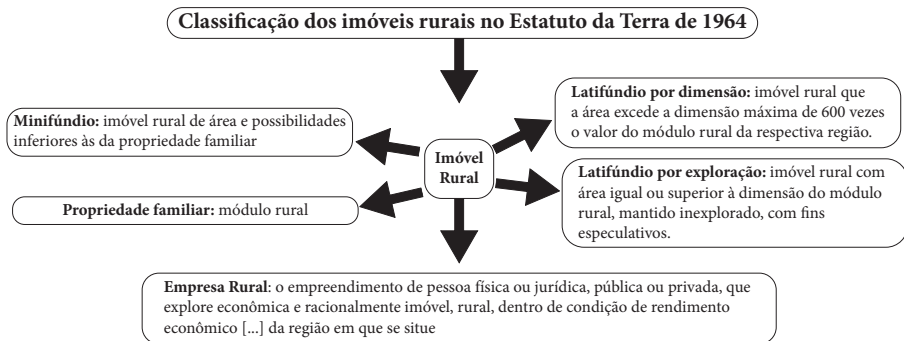 Classificação dos imóveis rurais no Estatuto da Terra de 1964
Minifúndio: imóvel rural de área e possibilidades
inferiores às da propriedade familiar
Propriedade familiar: módulo rural
Imóvel
Rural
Latifúndio por dimensão: imóvel rural que
a área excede a dimensão máxima de 600 vezes
o valor do módulo rural da respectiva região.
Latifúndio por exploração: imóvel rural com
área igual ou superior à dimensão do módulo
rural, mantido inexplorado, com fins
especulativos.
Empresa Rural: o empreendimento de pessoa física ou jurídica, pública ou privada, que
explore econômica e racionalmente imóvel, rural, dentro de condição de rendimento
econômico [...] da região em que se situe